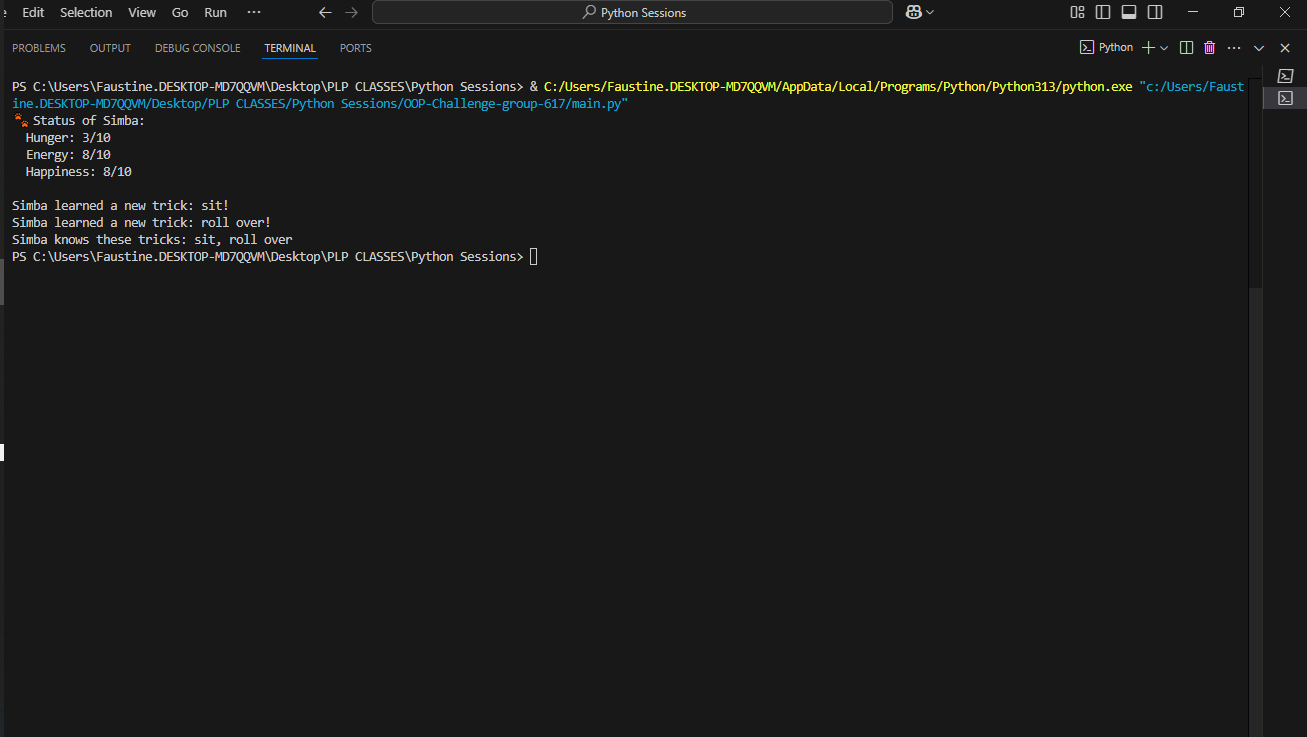 Edit Selection View Go Run ··· Python Sessions
PROBLEMS OUTPUT DEBUG CONSOLE TERMINAL PORTS Python
PS C:\Users\Faustine.DESKTOP-MD7QQVM\Desktop\PLP CLASSES\Python Sessions> & C:/Users/Faustine.DESKTOP-MD7QQVM/AppData/Local/Programs/Python/Python313/python.exe "c:/Users/Faust
ine.DESKTOP-MD7QQVM/Desktop/PLP CLASSES/Python Sessions/OOP-Challenge-group-617/main.py"
🐾 Status of Simba:
Hunger: 3/10
Energy: 8/10
Happiness: 8/10
Simba learned a new trick: sit!
Simba learned a new trick: roll over!
Simba knows these tricks: sit, roll over
PS C:\Users\Faustine.DESKTOP-MD7QQVM\Desktop\PLP CLASSES\Python Sessions>